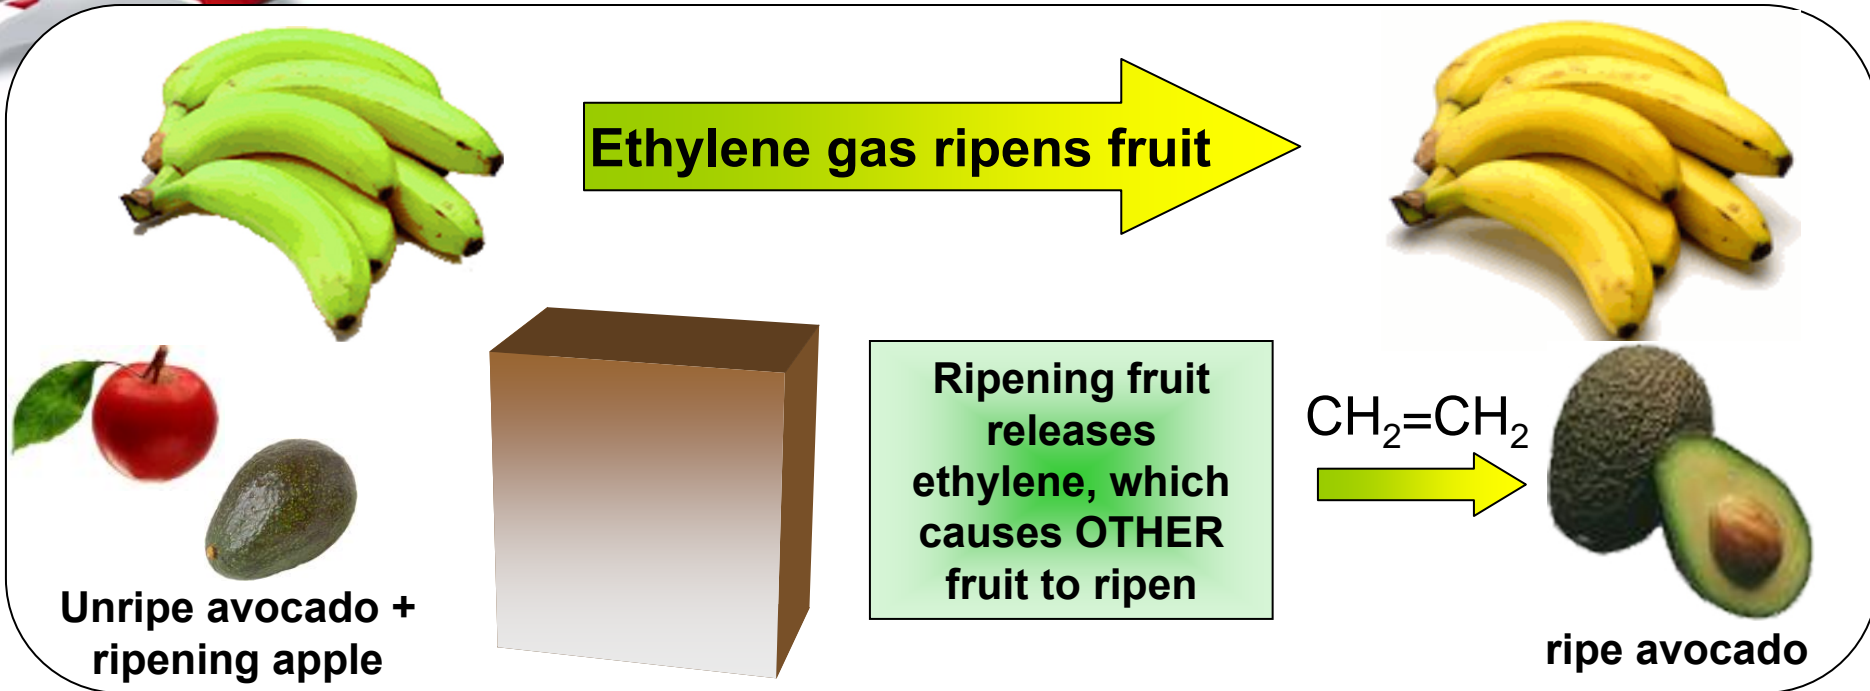 Ethylene gas ripens fruit
Unripe avocado +
ripening apple
Ripening fruit
releases
ethylene, which
causes OTHER
fruit to ripen
CH₂=CH₂
ripe avocado